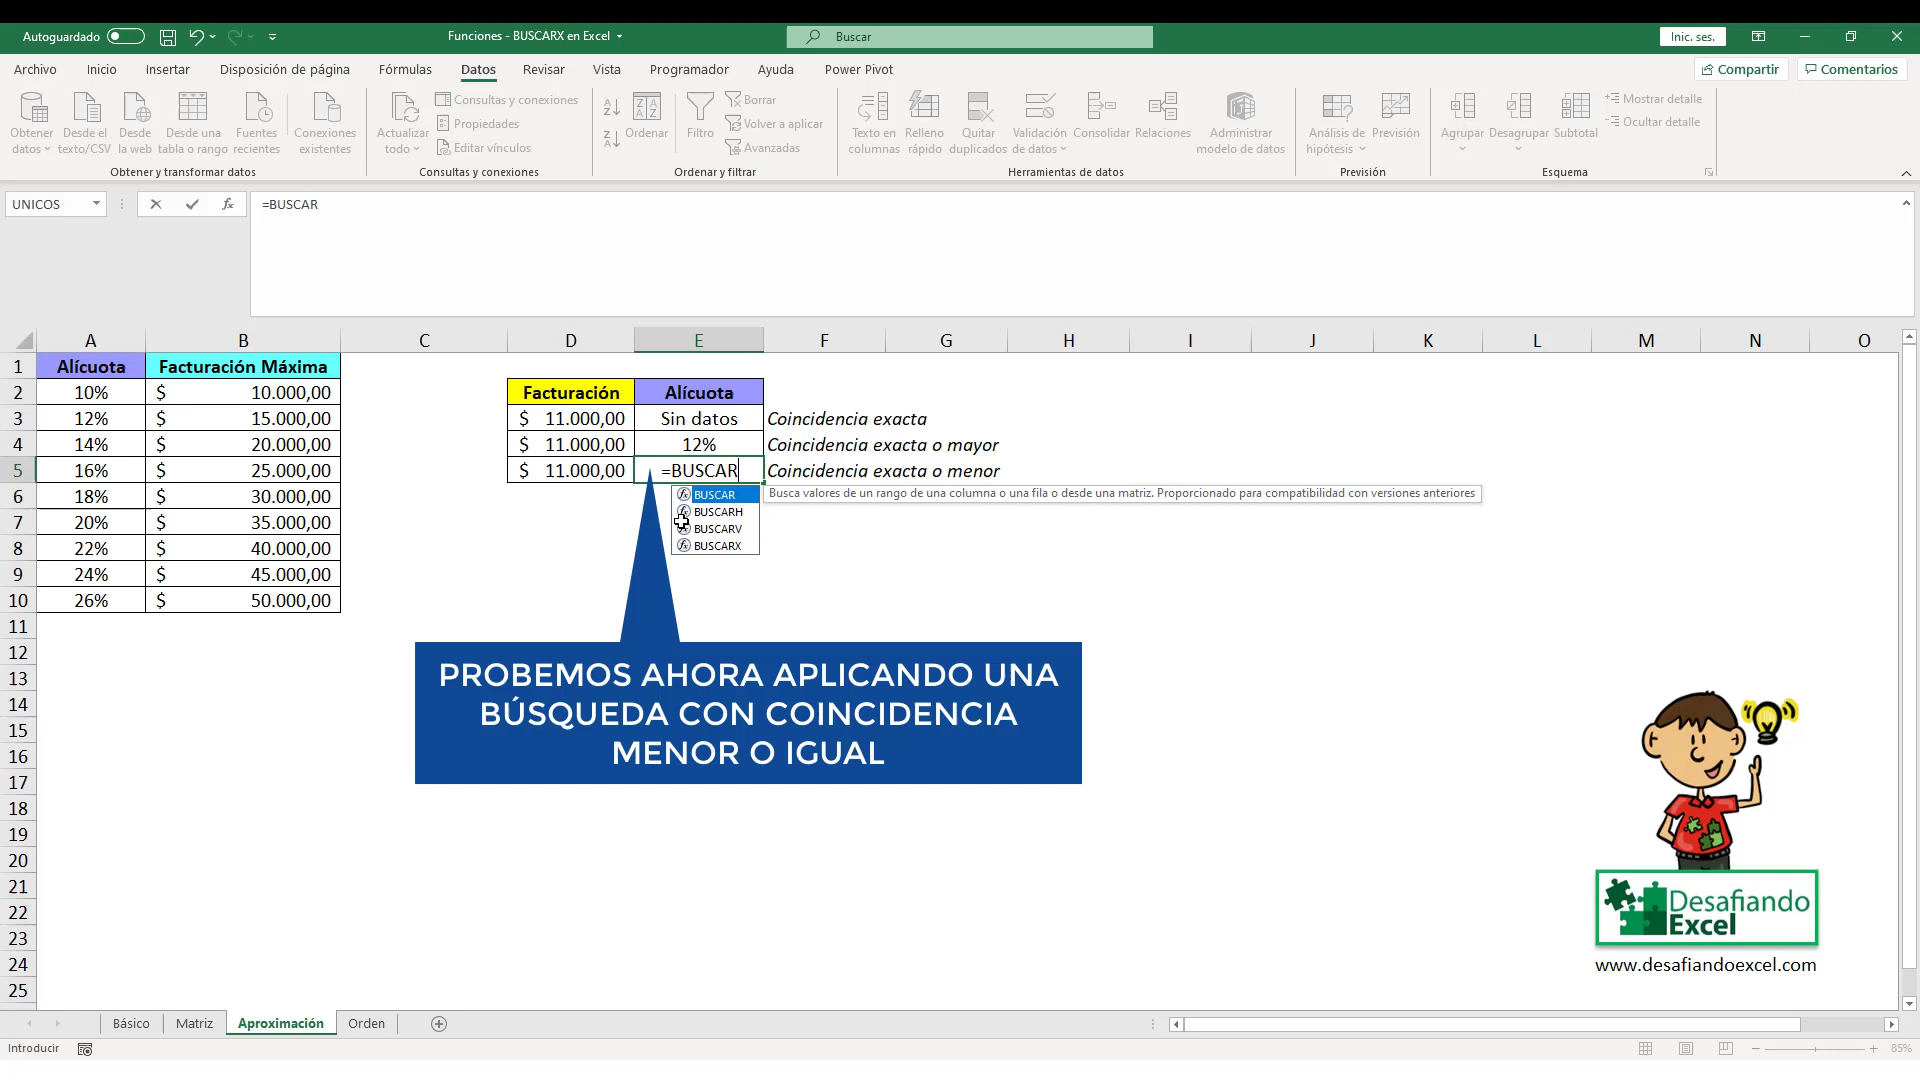 Autoguardado
Funciones - BUSCARX en Excel
Buscar
Inic. ses.
Archivo Inicio Insertar Disposición de página Fórmulas Datos Revisar Vista Programador Ayuda Power Pivot
Compartir Comentarios
Obtener datos
Desde el texto/CSV
Desde la web
Desde una tabla o rango
Fuentes recientes
Conexiones existentes
Obtener y transformar datos
Actualizar todo
Consultas y conexiones
Propiedades
Editar vínculos
Consultas y conexiones
Ordenar
Filtro
Borrar
Volver a aplicar
Avanzadas
Ordenar y filtrar
Texto en columnas
Relleno rápido
Quitar duplicados
Validación de datos
Consolidar
Relaciones
Administrar modelo de datos
Herramientas de datos
Análisis de hipótesis
Previsión
Previsión
Agrupar
Desagrupar
Subtotal
Mostrar detalle
Ocultar detalle
Esquema
UNICOS
fx
=BUSCAR
A B C D E F G H I J K L M N O
1 Alícuota Facturación Máxima
2 10% $ 10.000,00 Facturación Alícuota
3 12% $ 15.000,00 $ 11.000,00 Sin datos Coincidencia exacta
4 14% $ 20.000,00 $ 11.000,00 12% Coincidencia exacta o mayor
5 16% $ 25.000,00 $ 11.000,00 =BUSCAR Coincidencia exacta o menor
6 18% $ 30.000,00
7 20% $ 35.000,00
8 22% $ 40.000,00
9 24% $ 45.000,00
10 26% $ 50.000,00
BUSCAR
BUSCARH
BUSCARV
BUSCARX
Busca valores de un rango de una columna o una fila o desde una matriz. Proporcionado para compatibilidad con versiones anteriores
11
12
13
14
15
16
17
18
19
20
21
22
23
24
25
PROBEMOS AHORA APLICANDO UNA
BÚSQUEDA CON COINCIDENCIA
MENOR O IGUAL
Desafiando
Excel
www.desafiandoexcel.com
Básico Matriz Aproximación Orden
Introducir
85%